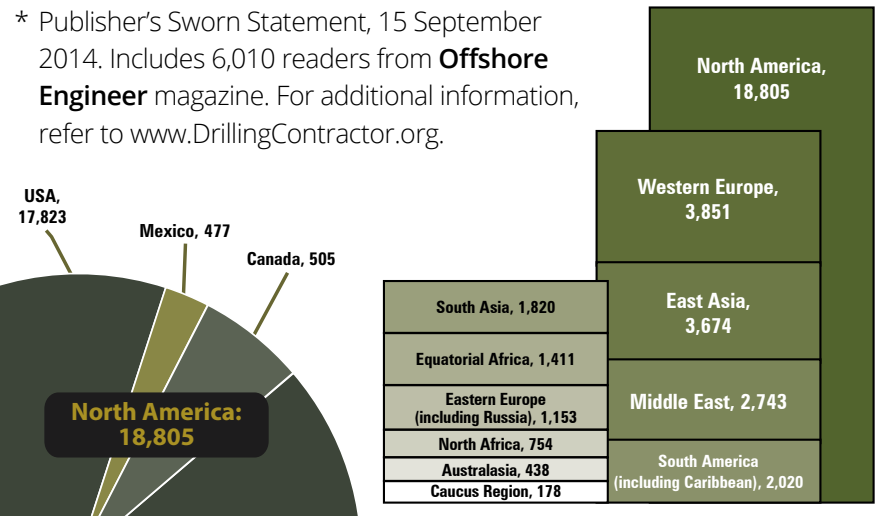 * Publisher’s Sworn Statement, 15 September
2014. Includes 6,010 readers from Offshore
Engineer magazine. For additional information,
refer to www.DrillingContractor.org.
USA,
17,823
Mexico, 477
Canada, 505
North America:
18,805
North America,
18,805
Western Europe,
3,851
East Asia,
3,674
Middle East, 2,743
South America
(including Caribbean), 2,020
South Asia, 1,820
Equatorial Africa, 1,411
Eastern Europe
(including Russia), 1,153
North Africa, 754
Australasia, 438
Caucus Region, 178